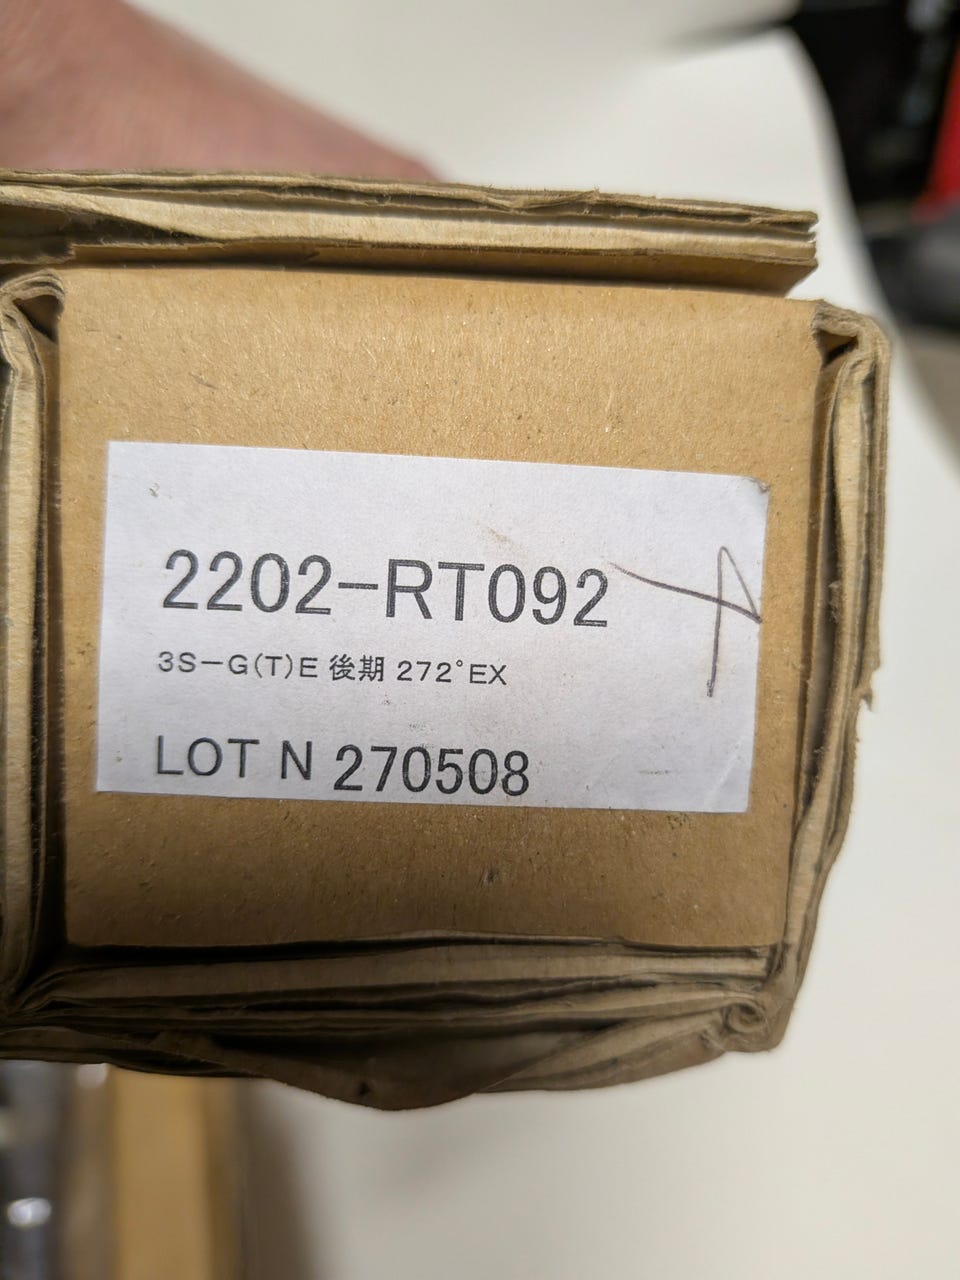 2202-RT092
3S-G(T)E 後期 272°EX
LOT N 270508